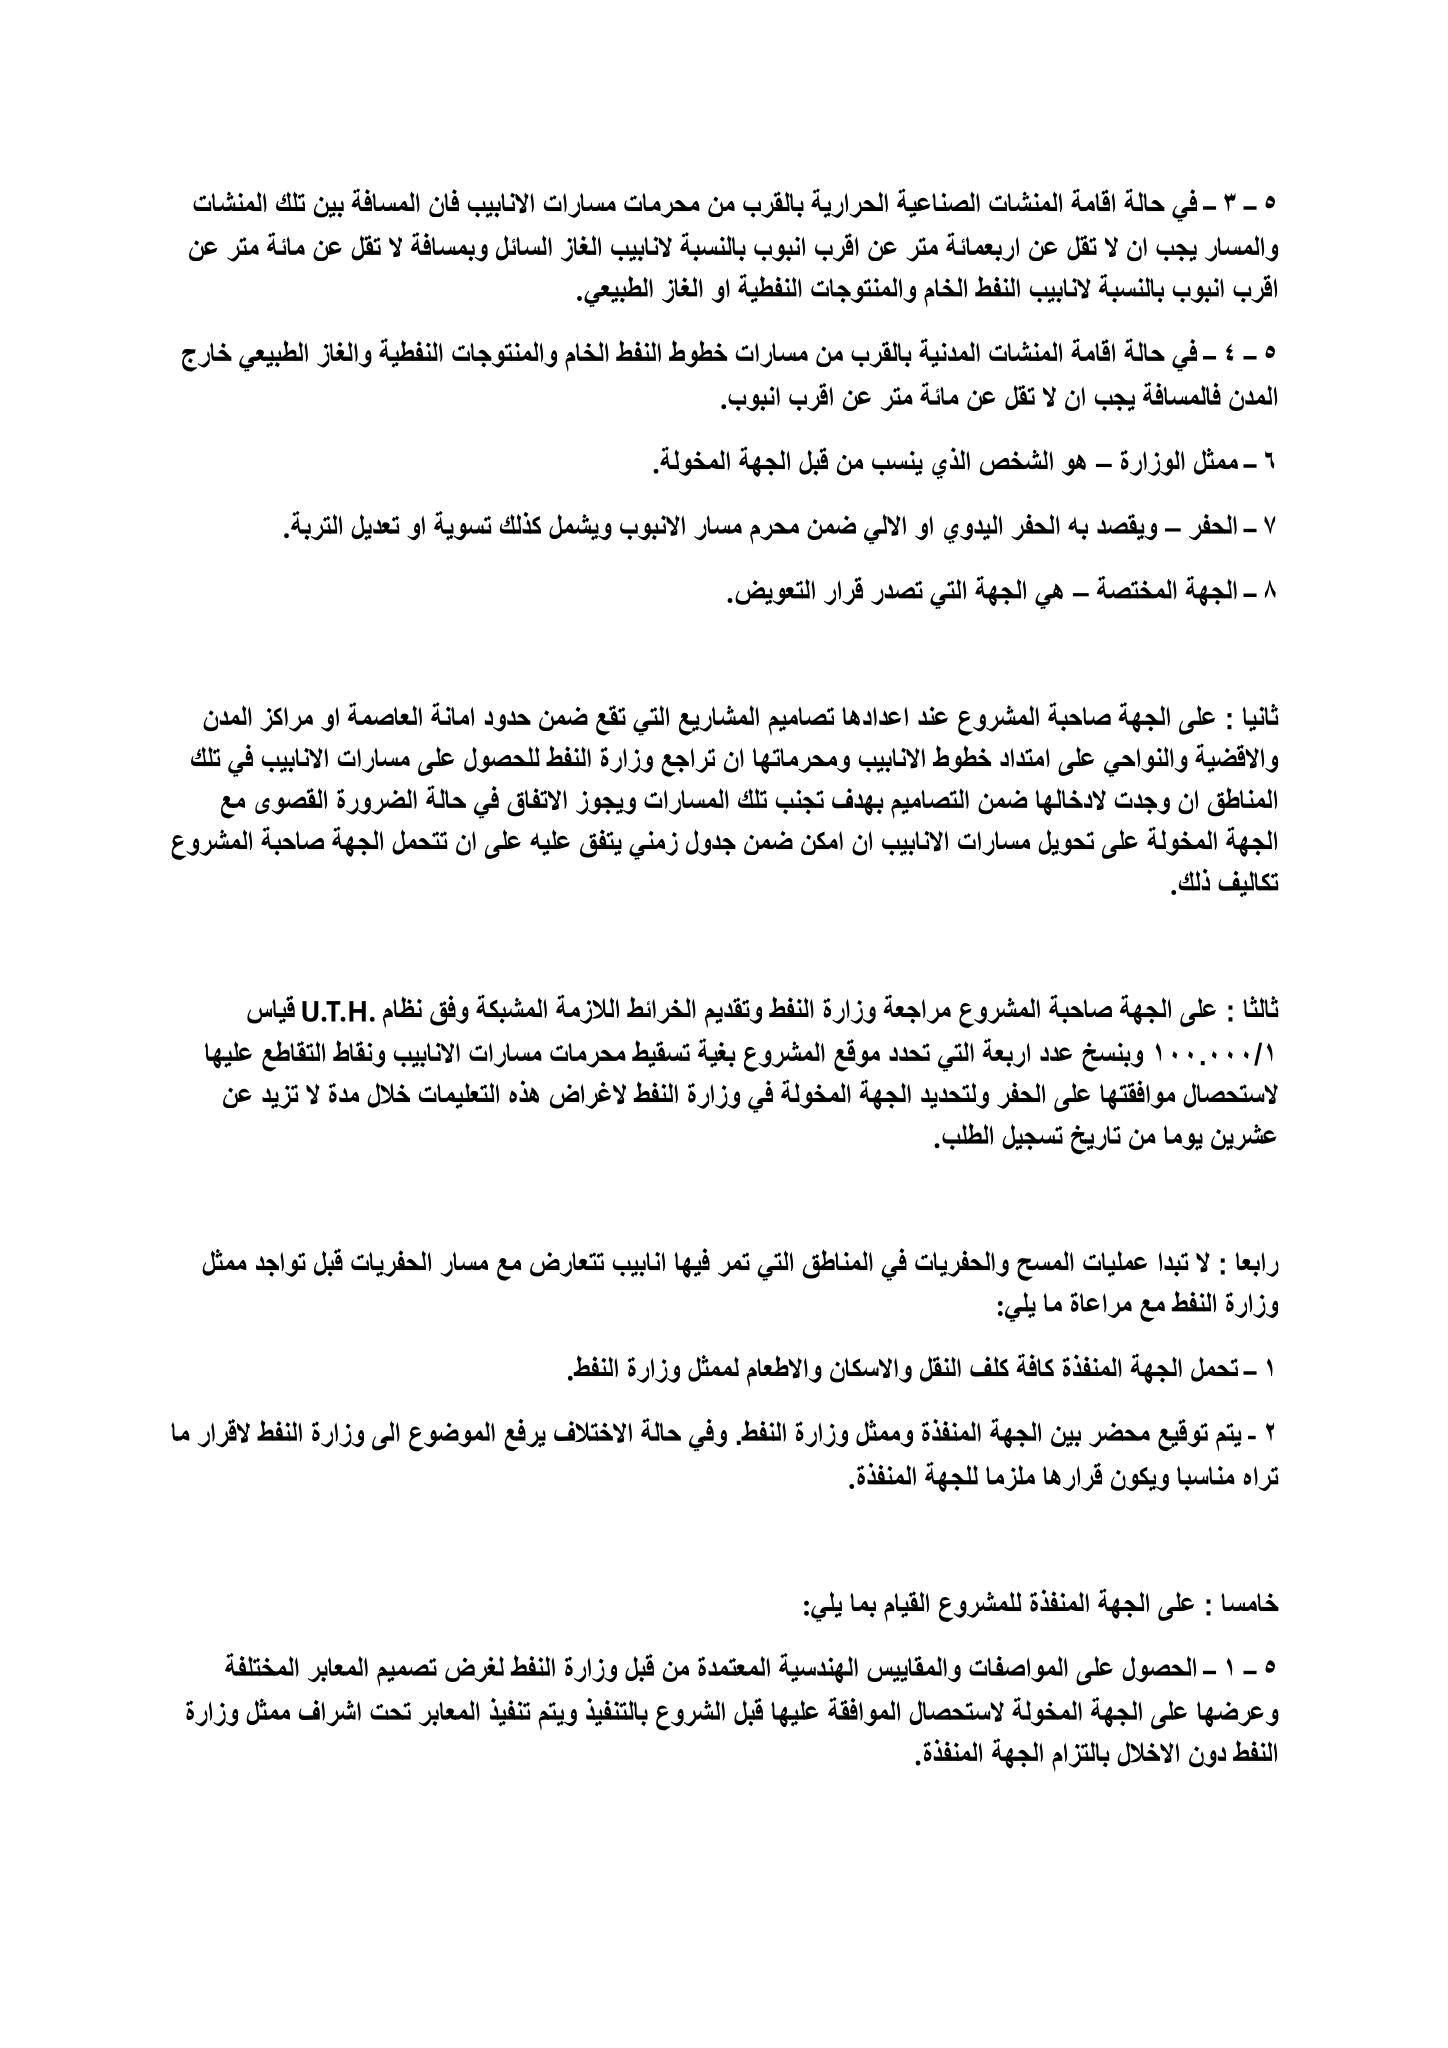 ٥ – ٣ – في حالة اقامة المنشات الصناعية الحرارية بالقرب من محرمات مسارات الانابيب فان المسافة بين تلك المنشات
والمسار يجب ان لا تقل عن اربعمائة متر عن اقرب انبوب بالنسبة لانابيب الغاز السائل وبمسافة لا تقل عن مائة متر عن
اقرب انبوب بالنسبة لانابيب النفط الخام والمنتوجات النفطية او الغاز الطبيعي.
٥ – ٤ – في حالة اقامة المنشات المدنية بالقرب من مسارات خطوط النفط الخام والمنتوجات النفطية والغاز الطبيعي خارج
المدن فالمسافة يجب ان لا تقل عن مائة متر عن اقرب انبوب.
٦ – ممثل الوزارة – هو الشخص الذي ينسب من قبل الجهة المخولة.
٧ – الحفر – ويقصد به الحفر اليدوي او الالي ضمن محرم مسار الانبوب ويشمل كذلك تسوية او تعديل التربة.
٨ – الجهة المختصة – هي الجهة التي تصدر قرار التعويض.
ثانيا : على الجهة صاحبة المشروع عند اعدادها تصاميم المشاريع التي تقع ضمن حدود امانة العاصمة او مراكز المدن
والاقضية والنواحي على امتداد خطوط الانابيب ومحرماتها ان تراجع وزارة النفط للحصول على مسارات الانابيب في تلك
المناطق ان وجدت لادخالها ضمن التصاميم بهدف تجنب تلك المسارات ويجوز الاتفاق في حالة الضرورة القصوى مع
الجهة المخولة على تحويل مسارات الانابيب ان امكن ضمن جدول زمني يتفق عليه على ان تتحمل الجهة صاحبة المشروع
تكاليف ذلك.
ثالثا : على الجهة صاحبة المشروع مراجعة وزارة النفط وتقديم الخرائط اللازمة المشبكة وفق نظام U.T.H. قياس
١٠٠.٠٠٠/١ وبنسخ عدد اربعة التي تحدد موقع المشروع بغية تسقيط محرمات مسارات الانابيب ونقاط التقاطع عليها
لاستحصال موافقتها على الحفر ولتحديد الجهة المخولة في وزارة النفط لاغراض هذه التعليمات خلال مدة لا تزيد عن
عشرين يوما من تاريخ تسجيل الطلب.
رابعا : لا تبدا عمليات المسح والحفريات في المناطق التي تمر فيها انابيب تتعارض مع مسار الحفريات قبل تواجد ممثل
وزارة النفط مع مراعاة ما يلي:
١ – تحمل الجهة المنفذة كافة كلف النقل والاسكان والاطعام لممثل وزارة النفط.
٢ - يتم توقيع محضر بين الجهة المنفذة وممثل وزارة النفط. وفي حالة الاختلاف يرفع الموضوع الى وزارة النفط لاقرار ما
تراه مناسبا ويكون قرارها ملزما للجهة المنفذة.
خامسا : على الجهة المنفذة للمشروع القيام بما يلي:
٥ – ١ – الحصول على المواصفات والمقاييس الهندسية المعتمدة من قبل وزارة النفط لغرض تصميم المعابر المختلفة
وعرضها على الجهة المخولة لاستحصال الموافقة عليها قبل الشروع بالتنفيذ ويتم تنفيذ المعابر تحت اشراف ممثل وزارة
النفط دون الاخلال بالتزام الجهة المنفذة.